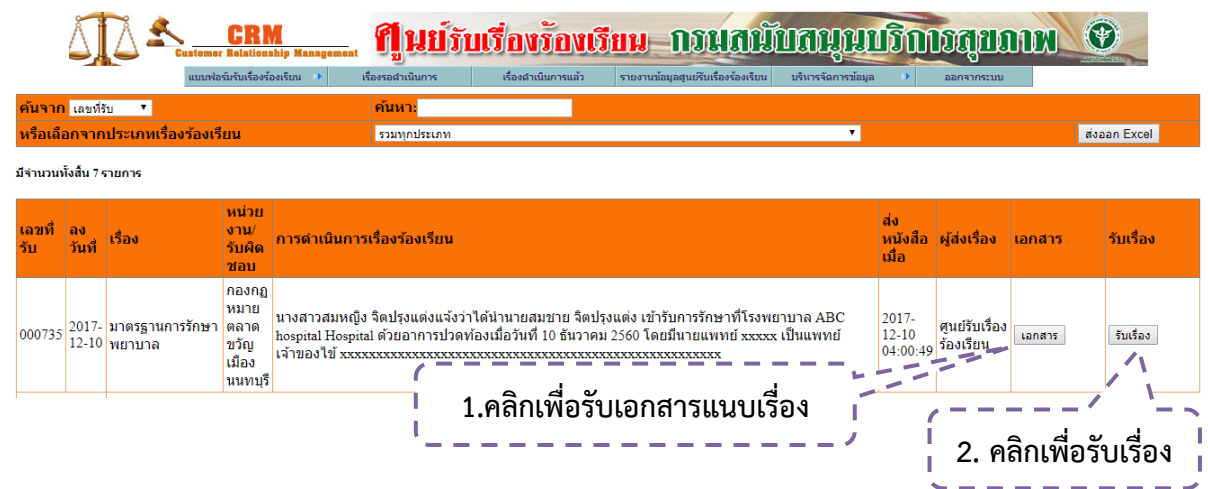 CRM
Customer Relationship Management
ศูนย์รับเรื่องร้องเรียน กรมสนับสนุนบริการสุขภาพ
แบบฟอร์มรับเรื่องร้องเรียน เรื่องรอดำเนินการ เรื่องดำเนินการแล้ว รายงานข้อมูลศูนย์รับเรื่องร้องเรียน บริหารจัดการข้อมูล ออกจากระบบ
ค้นจาก เลขที่รับ ค้นหา:
หรือเลือกจากประเภทเรื่องร้องเรียน รวมทุกประเภท ส่งออก Excel
มีจำนวนทั้งสิ้น 7 รายการ
เลขที่
รับ
ลง
วันที่
เรื่อง
หน่วย
งาน/
รับผิด
ชอบ
การดำเนินการเรื่องร้องเรียน
ส่ง
หนังสือ
เมื่อ
ผู้ส่งเรื่อง
เอกสาร
รับเรื่อง
000735
2017-
12-10
มาตรฐานการรักษา
พยาบาล
กองกฏ
หมาย
ตลาด
ขวัญ
เมือง
นนทบุรี
นางสาวสมหญิง จิตปรุงแต่งแจ้งว่าได้นำนายสมชาย จิตปรุงแต่ง เข้ารับการรักษาที่โรงพยาบาล ABC
hospital Hospital ด้วยอาการปวดท้องเมื่อวันที่ 10 ธันวาคม 2560 โดยมีนายแพทย์ xxxxx เป็นแพทย์
เจ้าของไข้ xxxxxxxxxxxxxxxxxxxxxxxxxxxxxxxxxxxxxxxxxxxxxxxxxxxxxx
2017-
12-10
04:00:49
ศูนย์รับเรื่อง
ร้องเรียน
เอกสาร
รับเรื่อง
1.คลิกเพื่อรับเอกสารแนบเรื่อง
2. คลิกเพื่อรับเรื่อง